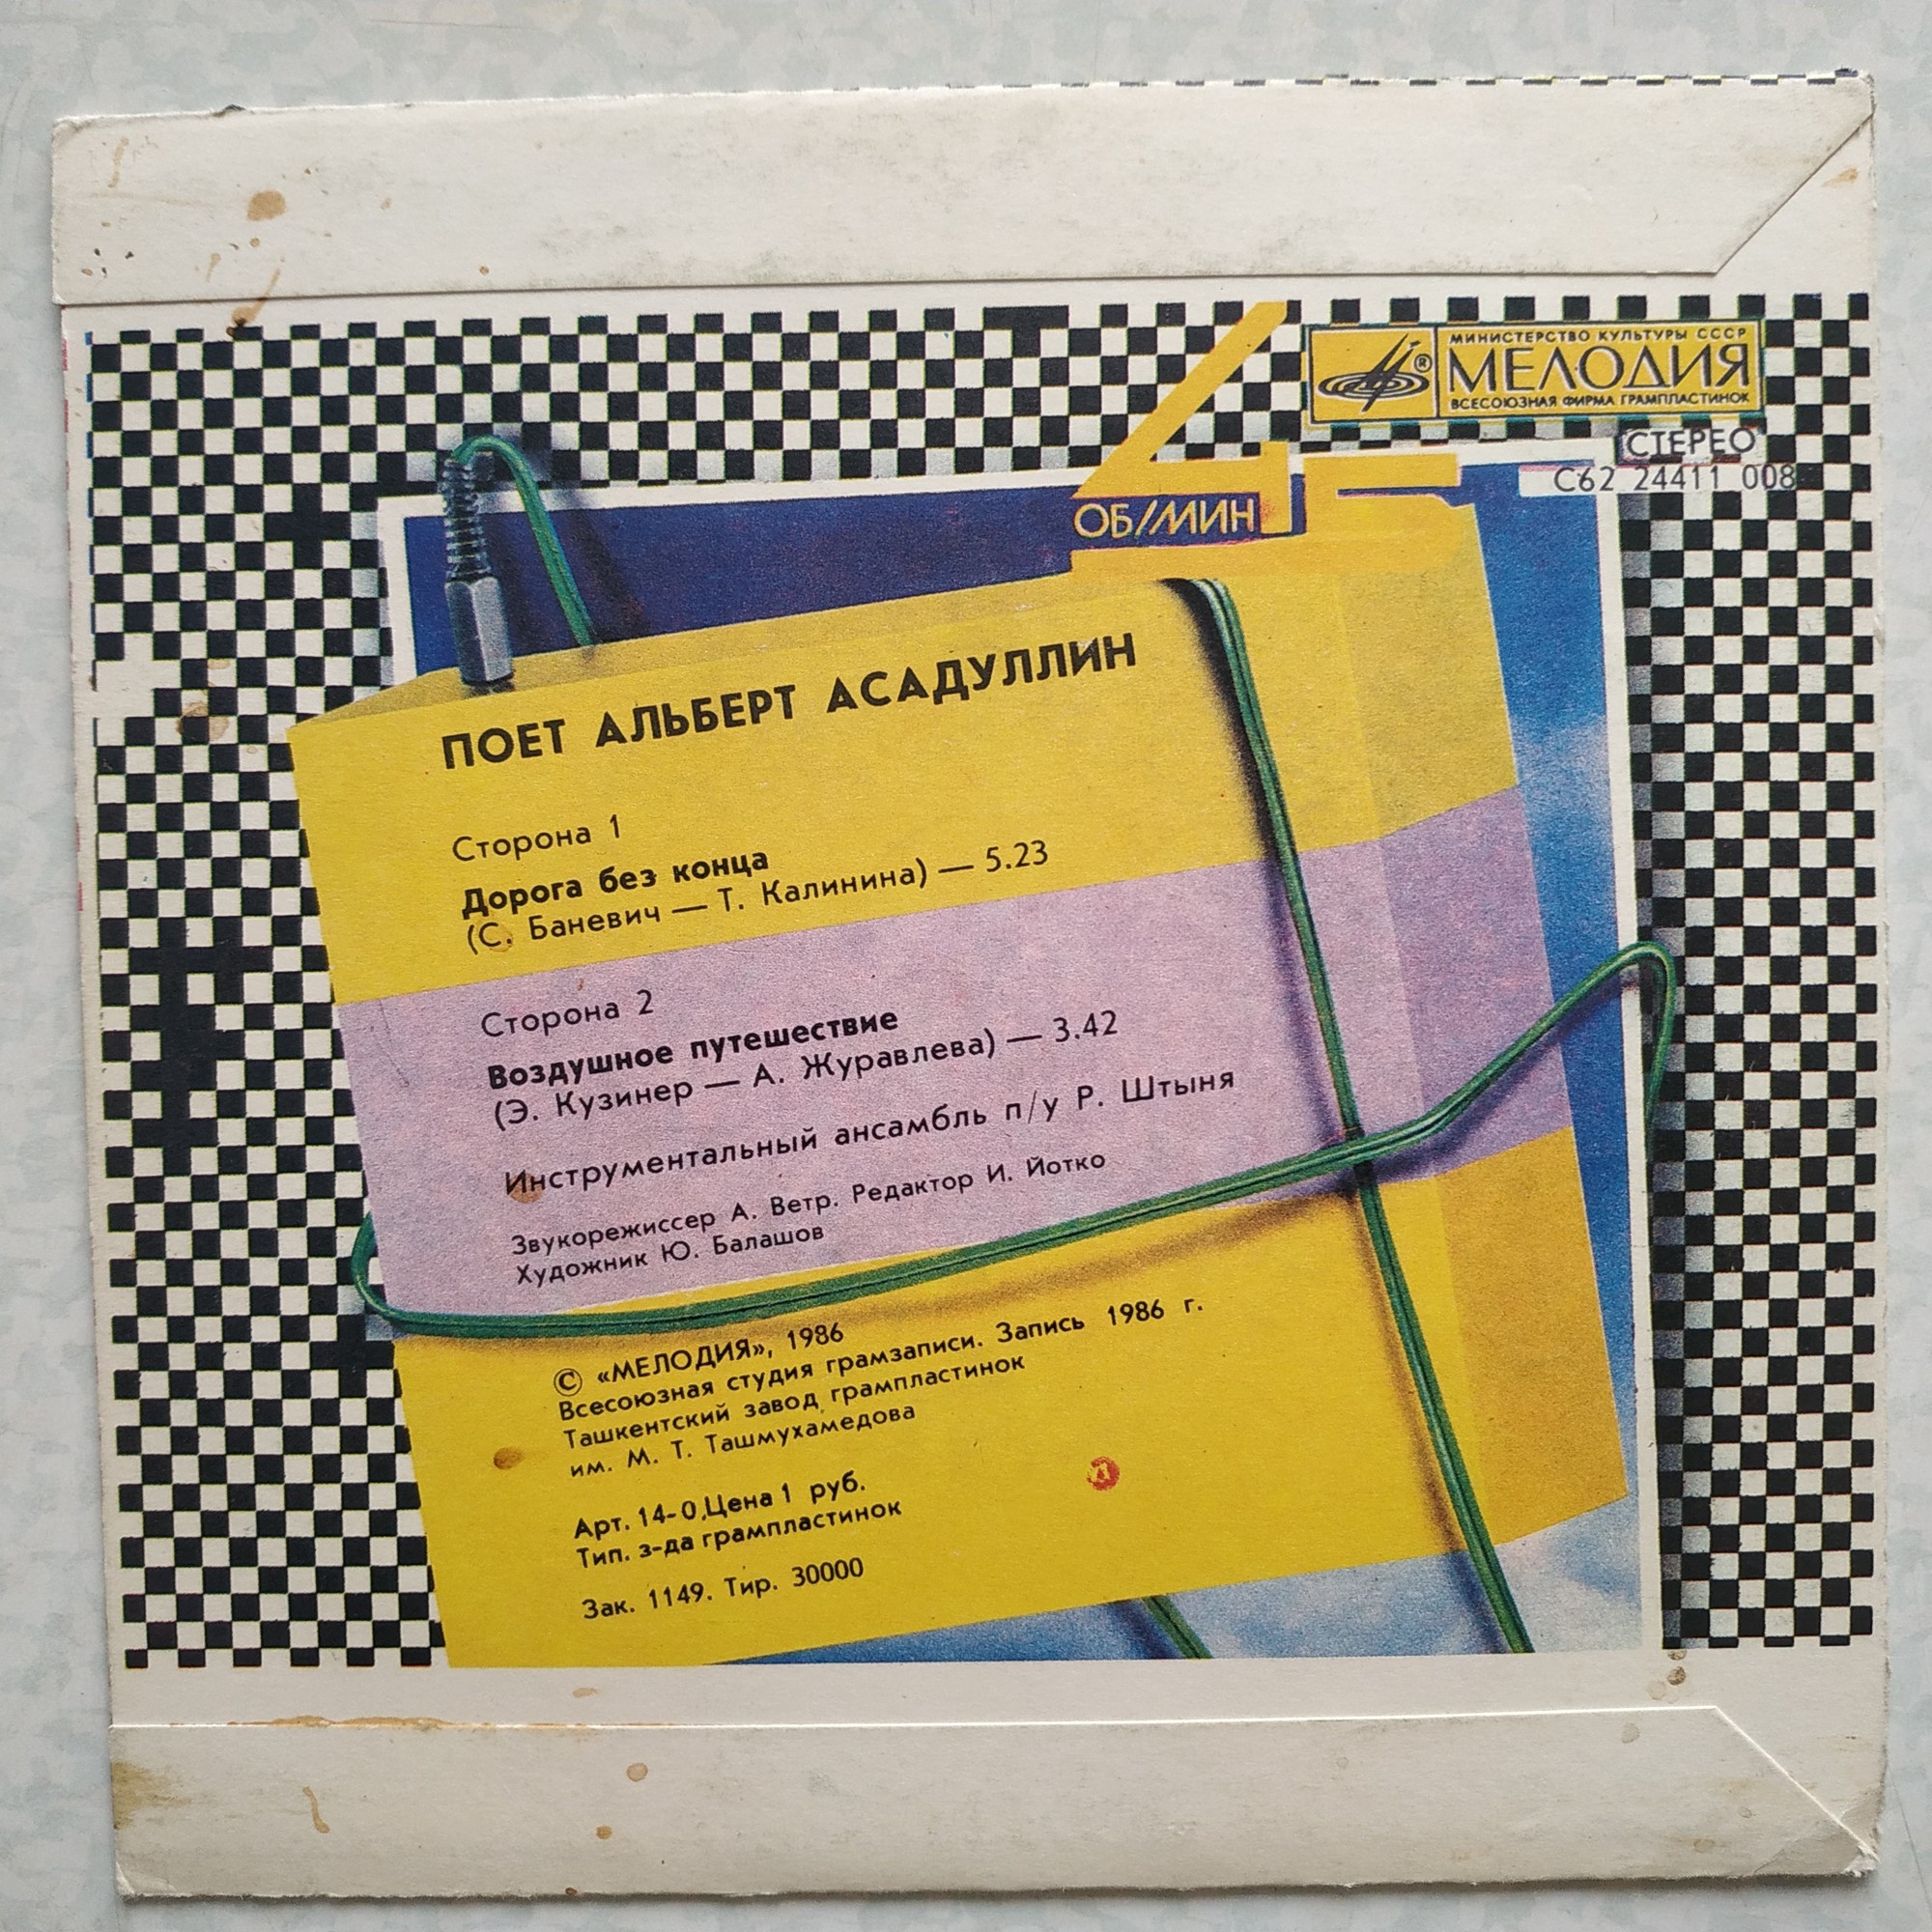 МИНИСТЕРСТВО КУЛЬТУРЫ СССР
МЕЛОДИЯ
ВСЕСОЮЗНАЯ ФИРМА ГРАМПЛАСТИНОК
СТЕРЕО
С62 24411 008
45
ОБ/МИН
ПОЕТ АЛЬБЕРТ АСАДУЛЛИН
Сторона 1
Дорога без конца
(С. Баневич — Т. Калинина) — 5.23
Сторона 2
Воздушное путешествие
(Э. Кузинер — А. Журавлева) — 3.42
Инструментальный ансамбль п/у Р. Штыня
Звукорежиссер А. Ветр. Редактор И. Йотко
Художник Ю. Балашов
© «МЕЛОДИЯ», 1986
Всесоюзная студия грамзаписи. Запись 1986 г.
Ташкентский завод грампластинок
им. М. Т. Ташмухамедова
Арт. 14-0, Цена 1 руб.
Тип. з-да грампластинок
Зак. 1149. Тир. 30000